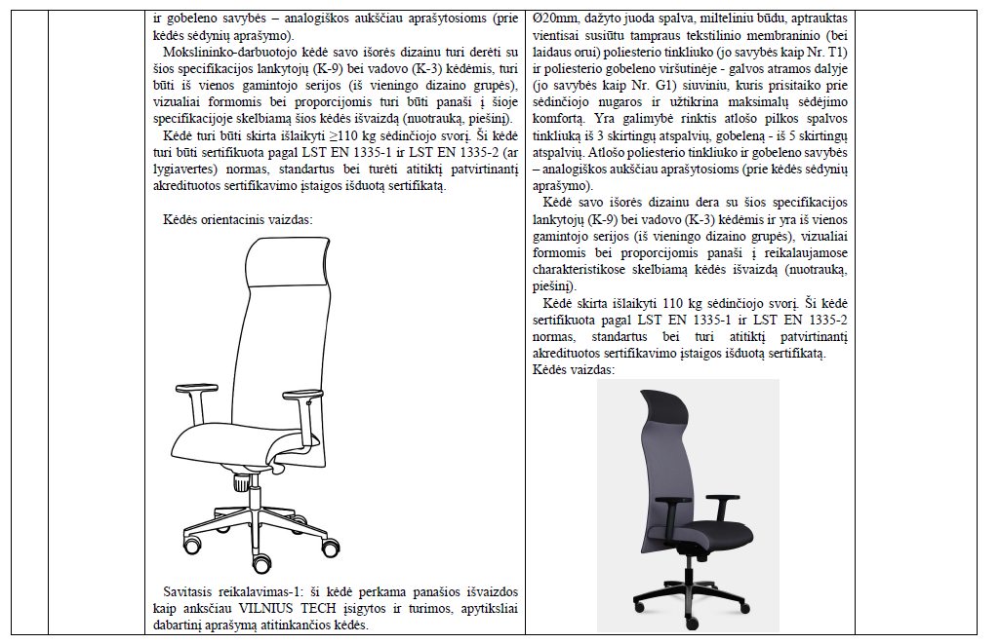 ir gobeleno savybės – analogiškos aukščiau aprašytosioms (prie
kėdės sėdynių aprašymo).
Mokslininko-darbuotojo kėdė savo išorės dizainu turi derėti su
šios specifikacijos lankytojų (K-9) bei vadovo (K-3) kėdėmis, turi
būti iš vienos gamintojo serijos (iš vieningo dizaino grupės),
vizualiai formomis bei proporcijomis turi būti panaši į šioje
specifikacijoje skelbiamą šios kėdės išvaizdą (nuotrauką, piešinį).
Kėdė turi būti skirta išlaikyti ≥110 kg sėdinčiojo svorį. Ši kėdė
turi būti sertifikuota pagal LST EN 1335-1 ir LST EN 1335-2 (ar
lygiavertes) normas, standartus bei turėti atitiktį patvirtinantį
akredituotos sertifikavimo įstaigos išduotą sertifikatą.
Kėdės orientacinis vaizdas:
Savitasis reikalavimas-1: ši kėdė perkama panašios išvaizdos
kaip anksčiau VILNIUS TECH įsigytos ir turimos, apytiksliai
dabartinį aprašymą atitinkančios kėdės.
Ø20mm, dažyto juoda spalva, milteliniu būdu, aptrauktas
vientisai susiūtu tampraus tekstilinio membraninio (bei
laidaus orui) poliesterio tinkliuko (jo savybės kaip Nr. T1)
ir poliesterio gobeleno viršutinėje - galvos atramos dalyje
(jo savybės kaip Nr. G1) siuviniu, kuris prisitaiko prie
sėdinčiojo nugaros ir užtikrina maksimalų sėdėjimo
komfortą. Yra galimybė rinktis atlošo pilkos spalvos
tinkliuką iš 3 skirtingų atspalvių, gobeleną - iš 5 skirtingų
atspalvių. Atlošo poliesterio tinkliuko ir gobeleno savybės
– analogiškos aukščiau aprašytosioms (prie kėdės sėdynių
aprašymo).
Kėdė savo išorės dizainu dera su šios specifikacijos
lankytojų (K-9) bei vadovo (K-3) kėdėmis ir yra iš vienos
gamintojo serijos (iš vieningo dizaino grupės), vizualiai
formomis bei proporcijomis panaši į reikalaujamose
charakteristikose skelbiamą kėdės išvaizdą (nuotrauką,
piešinį).
Kėdė skirta išlaikyti 110 kg sėdinčiojo svorį. Ši kėdė
sertifikuota pagal LST EN 1335-1 ir LST EN 1335-2
normas, standartus bei turi atitiktį patvirtinantį
akredituotos sertifikavimo įstaigos išduotą sertifikatą.
Kėdės vaizdas: